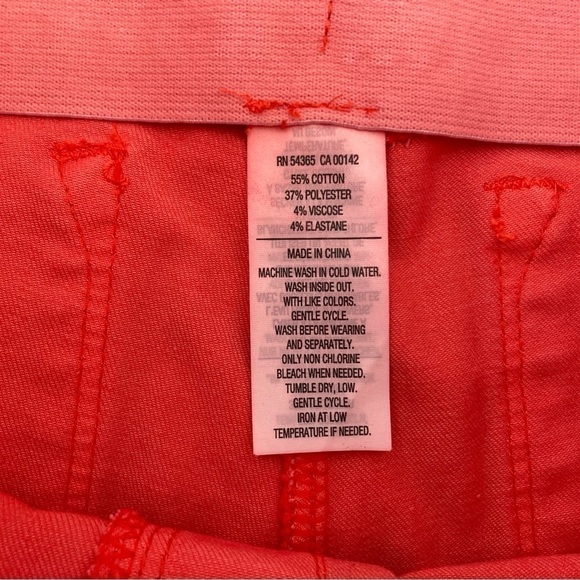 RN 54365 CA 00142
55% COTTON
37% POLYESTER
4% VISCOSE
4% ELASTANE
MADE IN CHINA
MACHINE WASH IN COLD WATER.
WASH INSIDE OUT.
WITH LIKE COLORS.
GENTLE CYCLE.
WASH BEFORE WEARING
AND SEPARATELY.
ONLY NON CHLORINE
BLEACH WHEN NEEDED.
TUMBLE DRY, LOW.
GENTLE CYCLE.
IRON AT LOW
TEMPERATURE IF NEEDED.